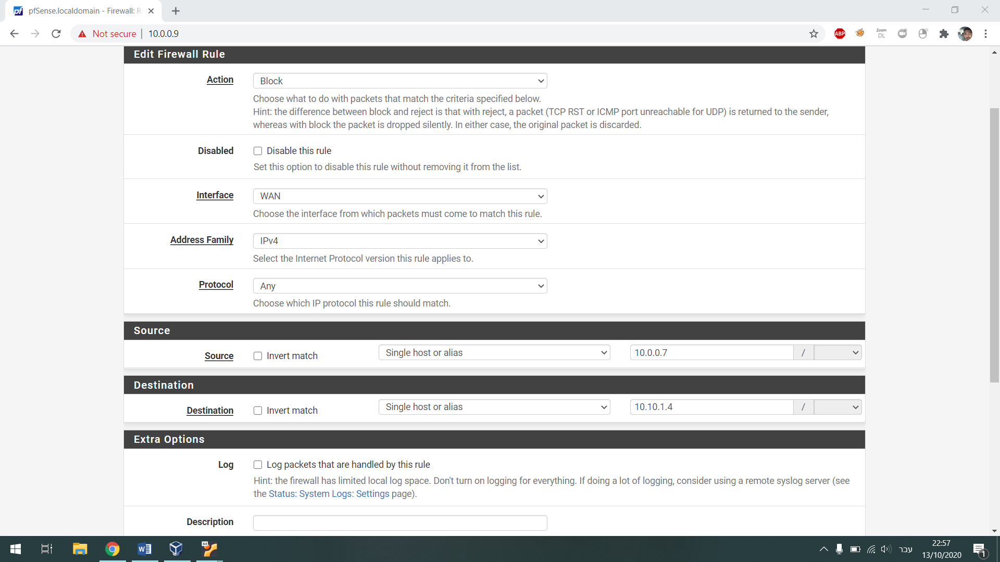 pfSense.localdomain - Firewall: R
Not secure | 10.0.0.9
ABP
Zoom
DL
Edit Firewall Rule
Action
Block
Choose what to do with packets that match the criteria specified below.
Hint: the difference between block and reject is that with reject, a packet (TCP RST or ICMP port unreachable for UDP) is returned to the sender,
whereas with block the packet is dropped silently. In either case, the original packet is discarded.
Disabled
Disable this rule
Set this option to disable this rule without removing it from the list.
Interface
WAN
Choose the interface from which packets must come to match this rule.
Address Family
IPv4
Select the Internet Protocol version this rule applies to.
Protocol
Any
Choose which IP protocol this rule should match.
Source
Source
Invert match
Single host or alias
10.0.0.7
/
Destination
Destination
Invert match
Single host or alias
10.10.1.4
/
Extra Options
Log
Log packets that are handled by this rule
Hint: the firewall has limited local log space. Don't turn on logging for everything. If doing a lot of logging, consider using a remote syslog server (see
the Status: System Logs: Settings page).
Description
64
עבר
22:57
13/10/2020
1